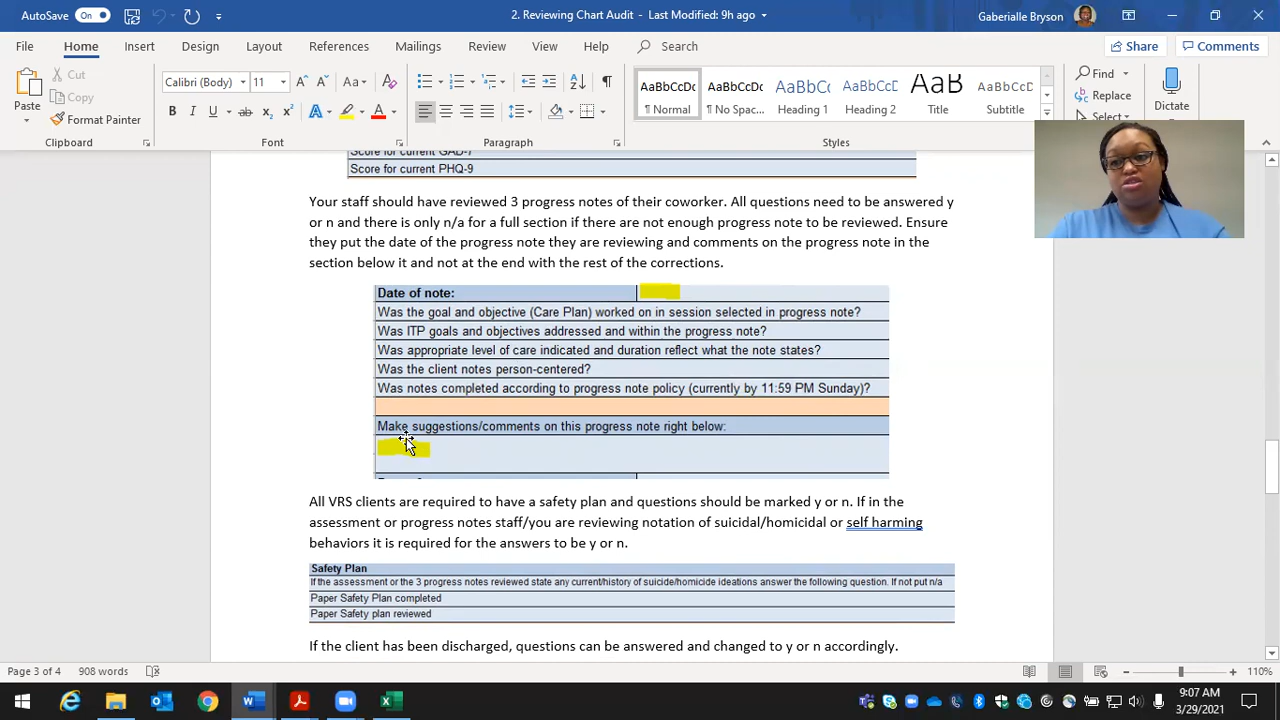 AutoSave On 2. Reviewing Chart Audit - Last Modified: 9h ago Gaberialle Bryson
File Home Insert Design Layout References Mailings Review View Help Search Share Comments
Cut Calibri (Body) 11 Aa AaBbCcDc AaBbCcDc AaBbCc AaBbCc AaB AaBbCcD Find
Copy Replace
Paste Format Painter B I U ab x₂ x² A A ¶ Normal ¶ No Spac... Heading 1 Heading 2 Title Subtitle Select Dictate
Clipboard Font Paragraph Styles
Score for current GAD-7
Score for current PHQ-9
Your staff should have reviewed 3 progress notes of their coworker. All questions need to be answered y
or n and there is only n/a for a full section if there are not enough progress note to be reviewed. Ensure
they put the date of the progress note they are reviewing and comments on the progress note in the
section below it and not at the end with the rest of the corrections.
Date of note:
Was the goal and objective (Care Plan) worked on in session selected in progress note?
Was ITP goals and objectives addressed and within the progress note?
Was appropriate level of care indicated and duration reflect what the note states?
Was the client notes person-centered?
Was notes completed according to progress note policy (currently by 11:59 PM Sunday)?
Make suggestions/comments on this progress note right below:
All VRS clients are required to have a safety plan and questions should be marked y or n. If in the
assessment or progress notes staff/you are reviewing notation of suicidal/homicidal or self harming
behaviors it is required for the answers to be y or n.
Safety Plan
If the assessment or the 3 progress notes reviewed state any current/history of suicide/homicide ideations answer the following question. If not put n/a
Paper Safety Plan completed
Paper Safety plan reviewed
If the client has been discharged, questions can be answered and changed to y or n accordingly.
Page 3 of 4 908 words 110%
9:07 AM
3/29/2021